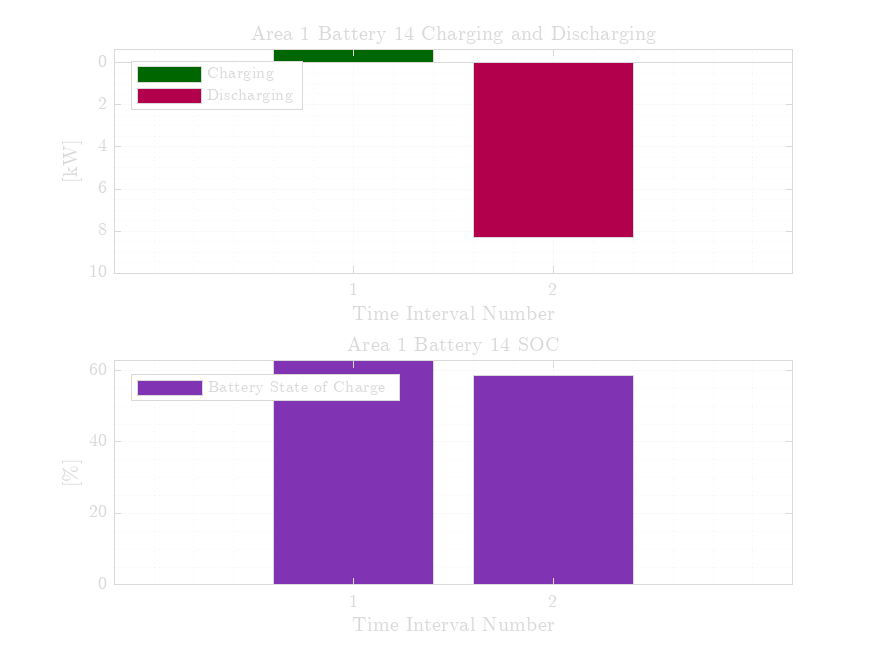 Area 1 Battery 14 Charging and Discharging
0
Charging
2
Discharging
4
[kW]
6
8
10
1
2
Time Interval Number
Area 1 Battery 14 SOC
60
Battery State of Charge
40
[%]
20
0
1
2
Time Interval Number